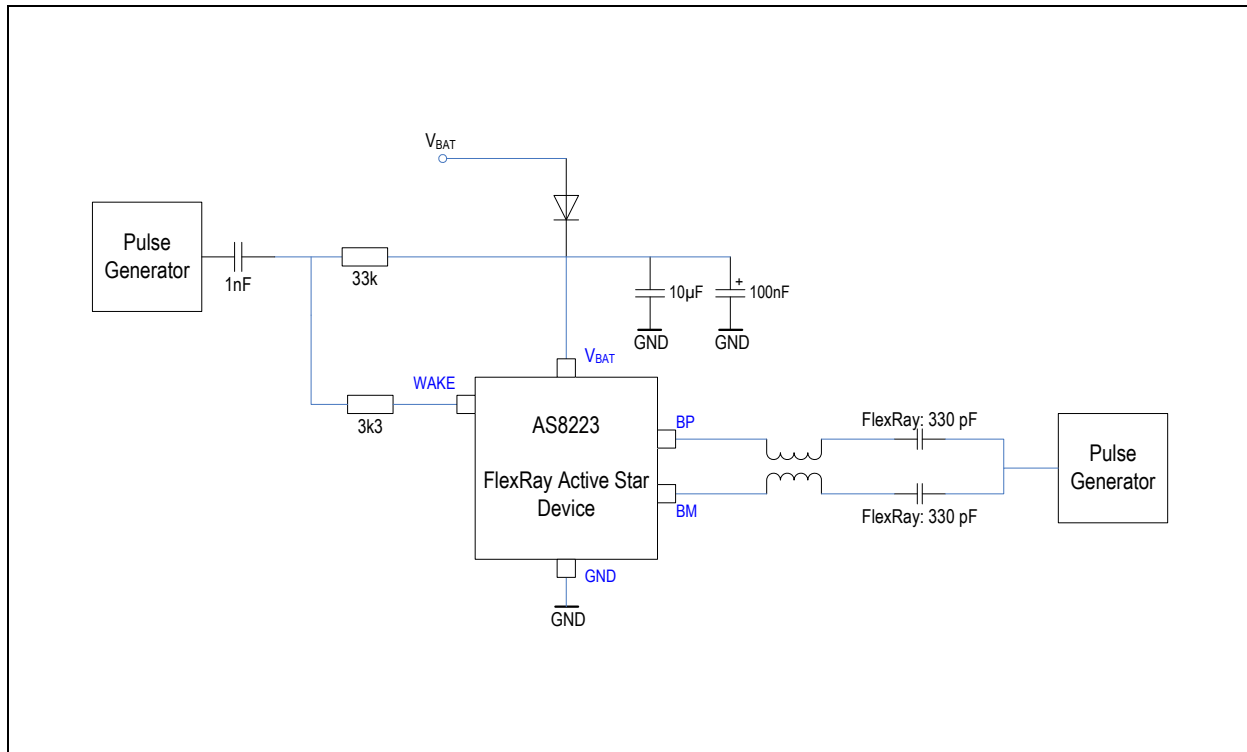 VBAT
Pulse
Generator
1nF
33k
+
10µF
100nF
GND
GND
VBAT
WAKE
3k3
AS8223
FlexRay Active Star
Device
BP
BM
FlexRay: 330 pF
FlexRay: 330 pF
Pulse
Generator
GND
GND